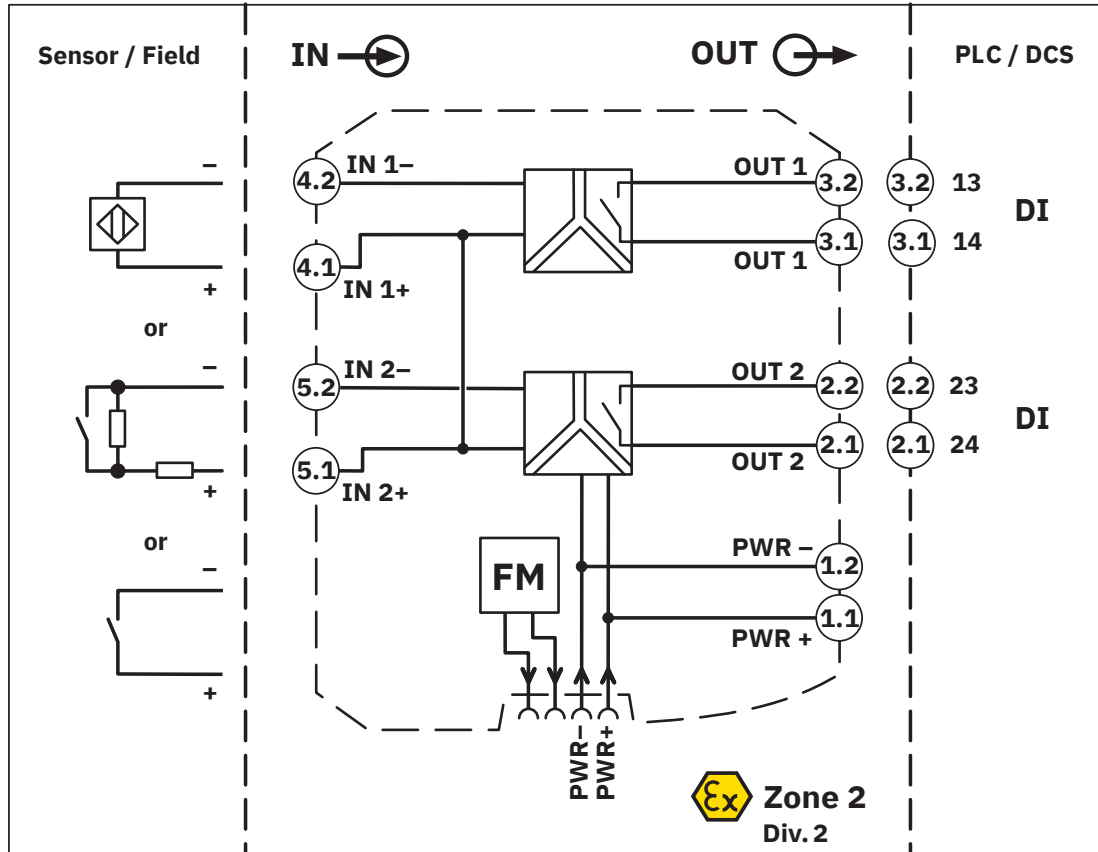 Sensor / Field
IN
OUT
PLC / DCS
–
4.2
IN 1–
OUT 1
3.2
3.2
13
DI
4.1
IN 1+
OUT 1
3.1
3.1
14
+
or
–
5.2
IN 2–
OUT 2
2.2
2.2
23
DI
5.1
IN 2+
OUT 2
2.1
2.1
24
+
or
–
FM
PWR –
1.2
1.1
PWR +
+
PWR–
PWR+
Ex
Zone 2
Div. 2